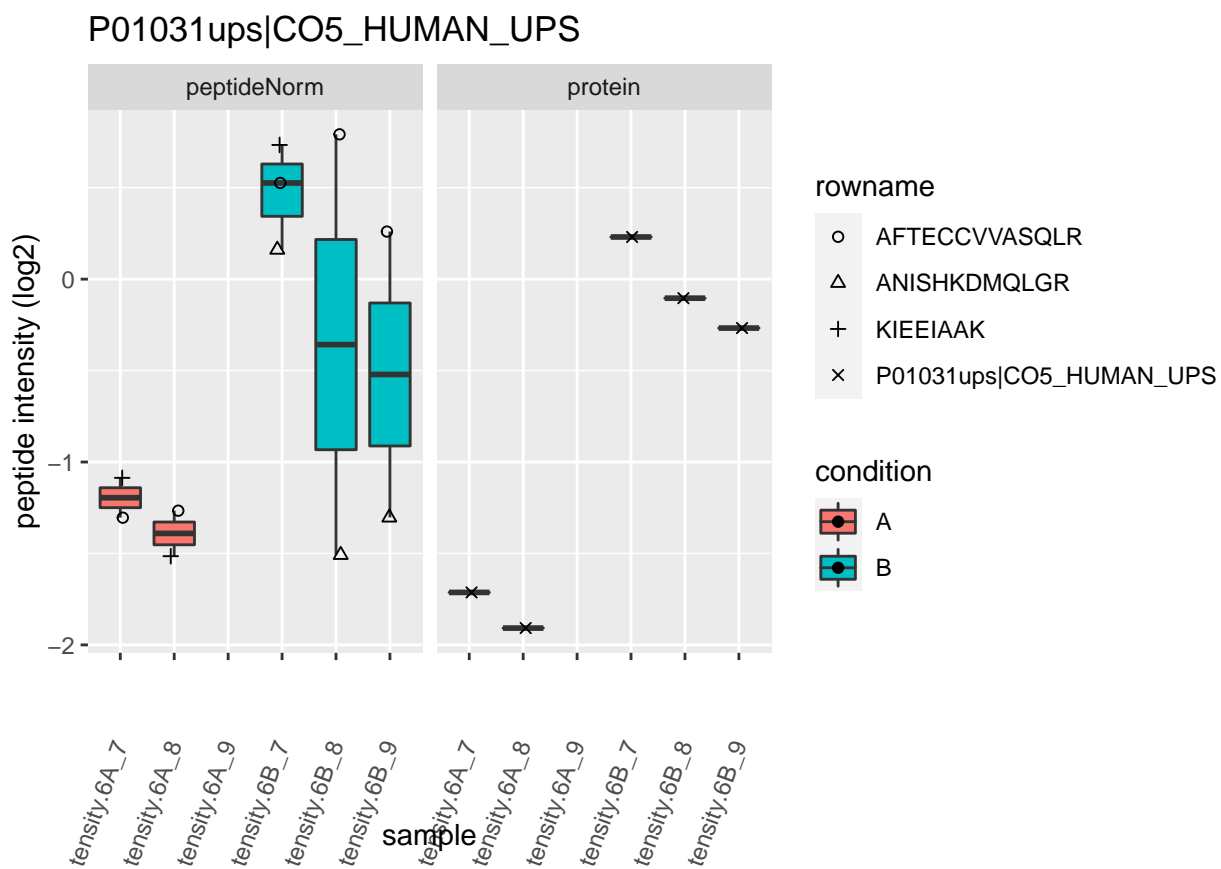 P01031ups|CO5_HUMAN_UPS
peptideNorm
protein
peptide intensity (log2)
0
−1
−2
tensity.6A_7
tensity.6A_8
tensity.6A_9
tensity.6B_7
tensity.6B_8
tensity.6B_9
tensity.6A_7
tensity.6A_8
tensity.6A_9
tensity.6B_7
tensity.6B_8
tensity.6B_9
sample
rowname
AFTECCVVASQLR
ANISHKDMQLGR
KIEEIAAK
P01031ups|CO5_HUMAN_UPS
condition
A
B